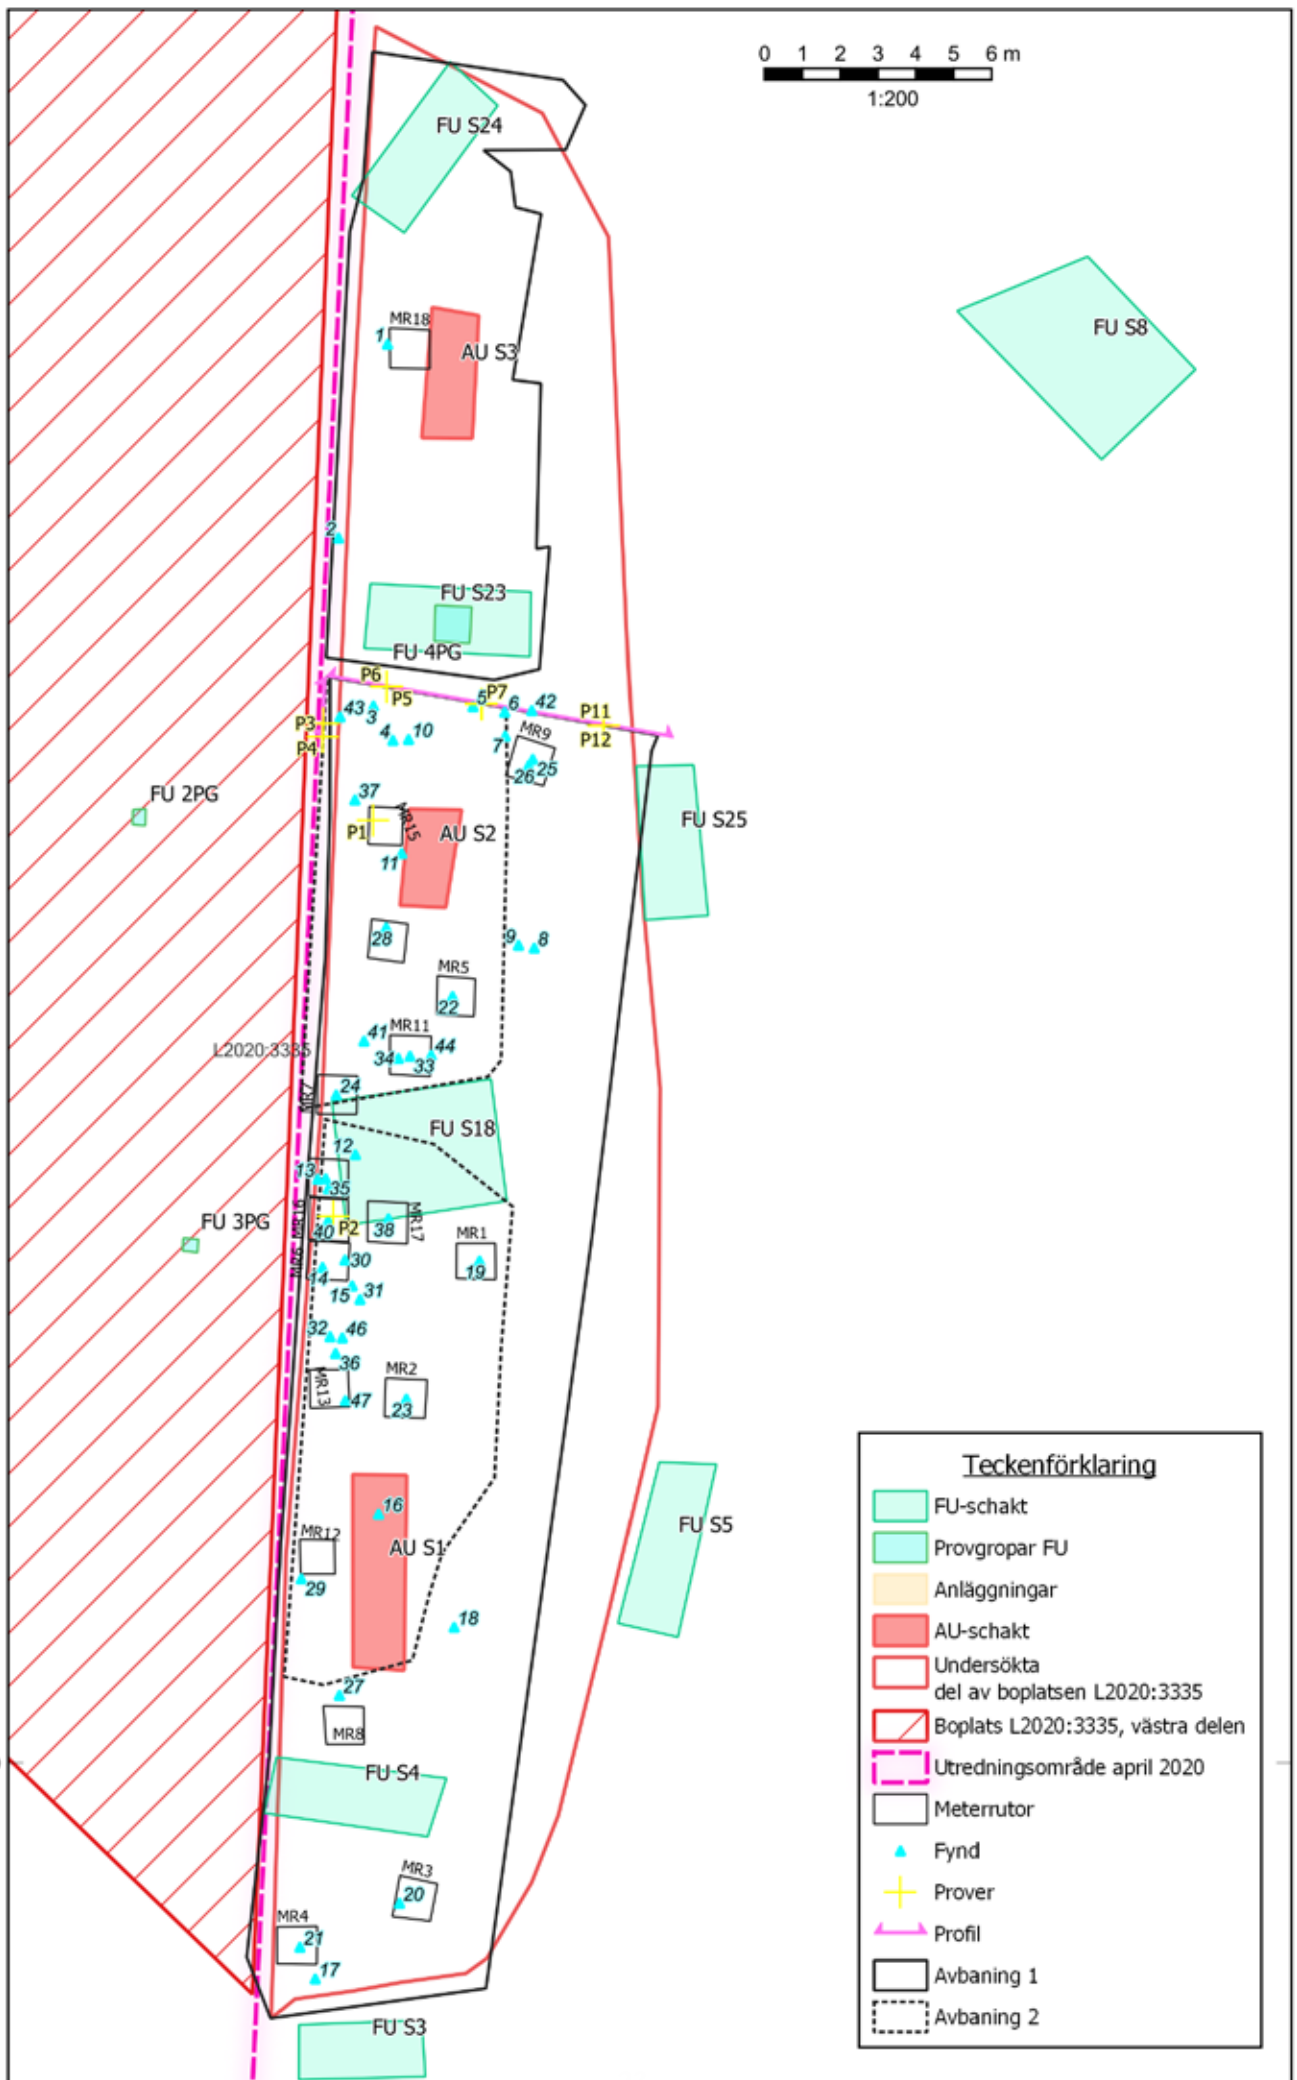 0 1 2 3 4 5 6 m
1:200
FU S24
FU S8
MR18
1
AU S3
2
FU S23
FU 4PG
P6
P5
5
P7
6
42
P11
P12
43
3
P3
P4
4
10
7
MR9
26
25
FU 2PG
37
P1
MR15
AU S2
FU S25
11
28
9
8
MR5
22
41
MR11
34
33
44
L2020:3335
MR7
24
FU S18
12
13
35
MR16
40
P2
38
MR17
FU 3PG
MR1
19
MR6
30
14
15
31
32
46
36
MR13
47
MR2
23
16
MR12
AU S1
29
FU S5
18
27
MR8
FU S4
MR3
20
MR4
21
17
FU S3
Teckenförklaring
FU-schakt
Provgropar FU
Anläggningar
AU-schakt
Undersökta
del av boplatsen L2020:3335
Boplats L2020:3335, västra delen
Utredningsområde april 2020
Meterrutor
Fynd
Prover
Profil
Avbaning 1
Avbaning 2